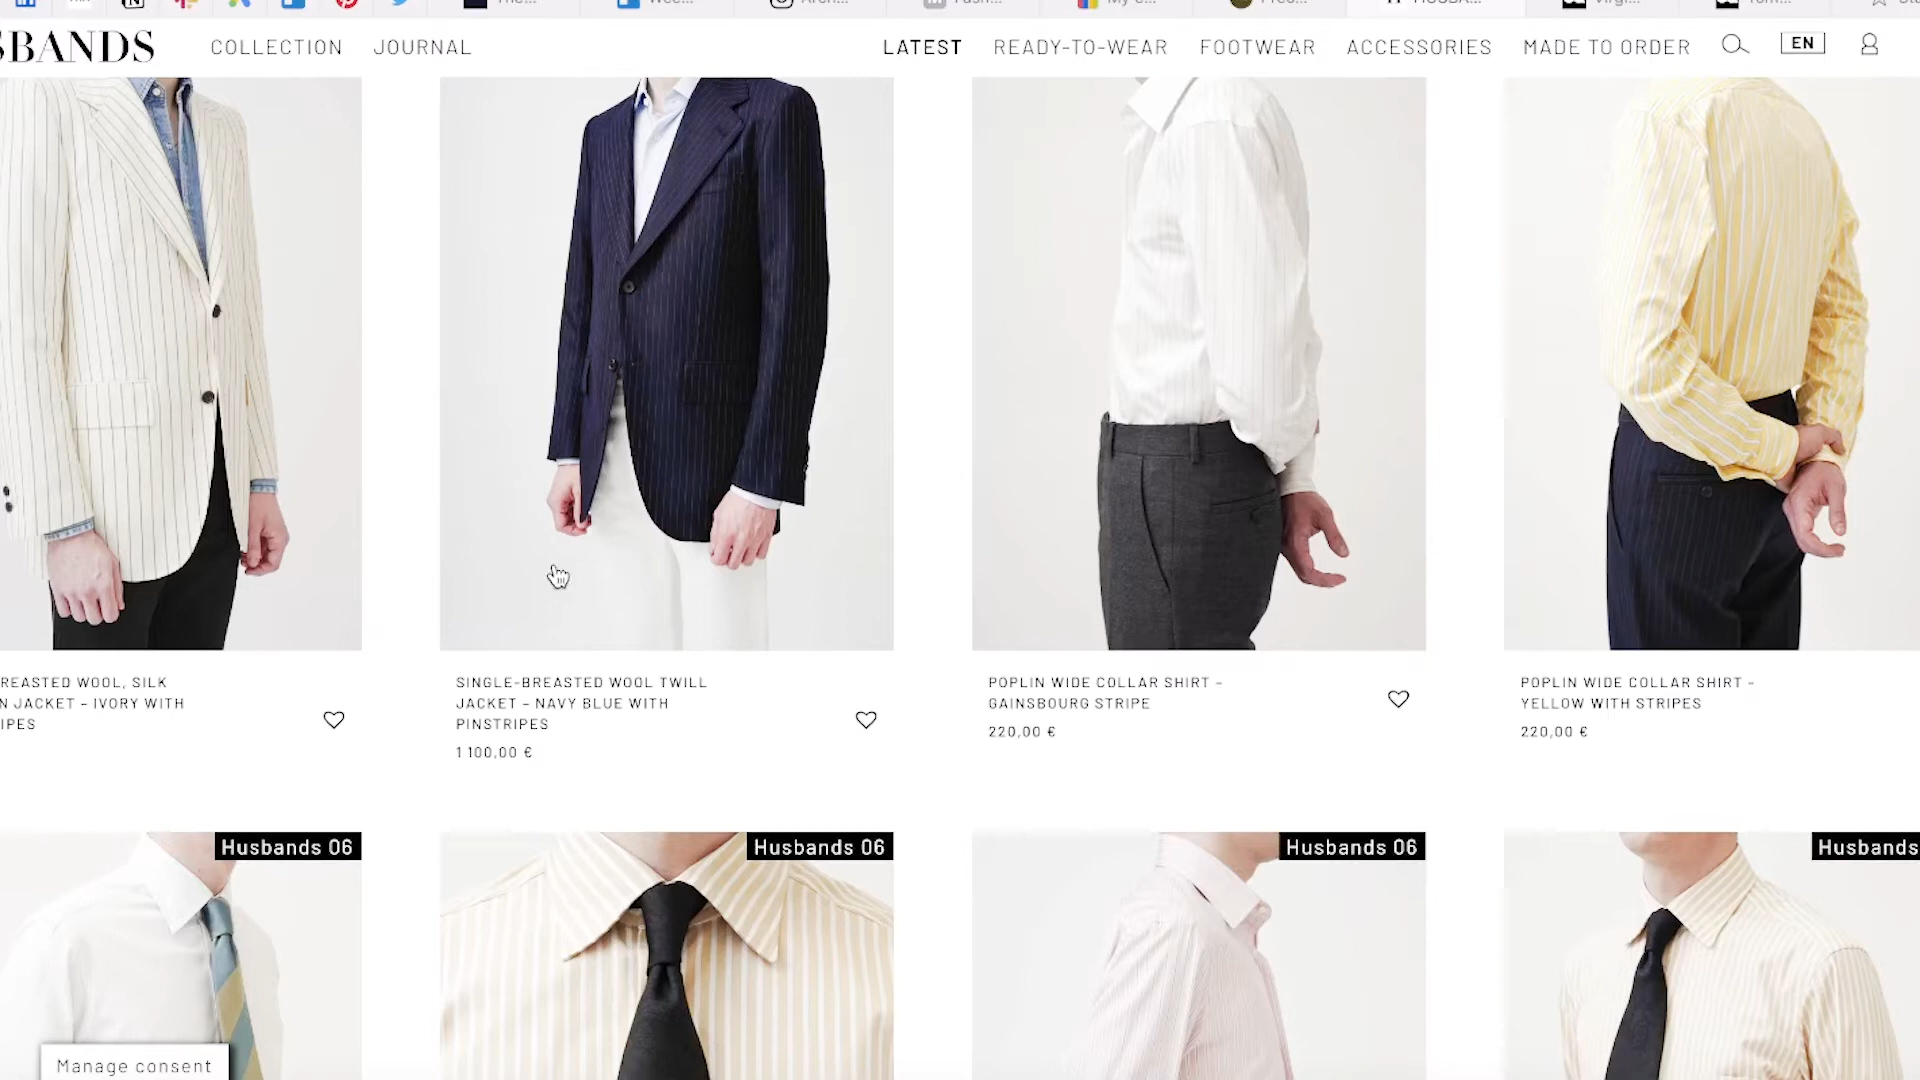 SBANDS COLLECTION JOURNAL LATEST READY-TO-WEAR FOOTWEAR ACCESSORIES MADE TO ORDER EN
REASTED WOOL, SILK
N JACKET – IVORY WITH
IPES
SINGLE-BREASTED WOOL TWILL
JACKET – NAVY BLUE WITH
PINSTRIPES
1 100,00 €
POPLIN WIDE COLLAR SHIRT –
GAINSBOURG STRIPE
220,00 €
POPLIN WIDE COLLAR SHIRT –
YELLOW WITH STRIPES
220,00 €
Husbands 06
Husbands 06
Husbands 06
Husbands
Manage consent